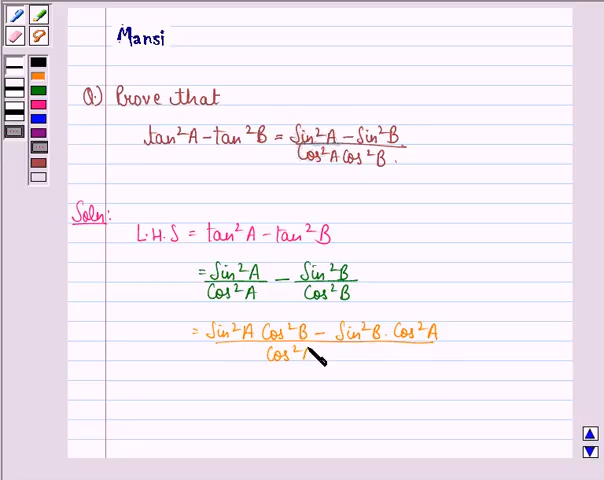 Mansi
Q.) Prove that
tan²A - tan²B = Sin²A - Sin²B / Cos²A Cos²B.
Soln:
L.H.S = tan²A - tan²B
= Sin²A / Cos²A - Sin²B / Cos²B
= Sin²A Cos²B - Sin²B . Cos²A
Cos²